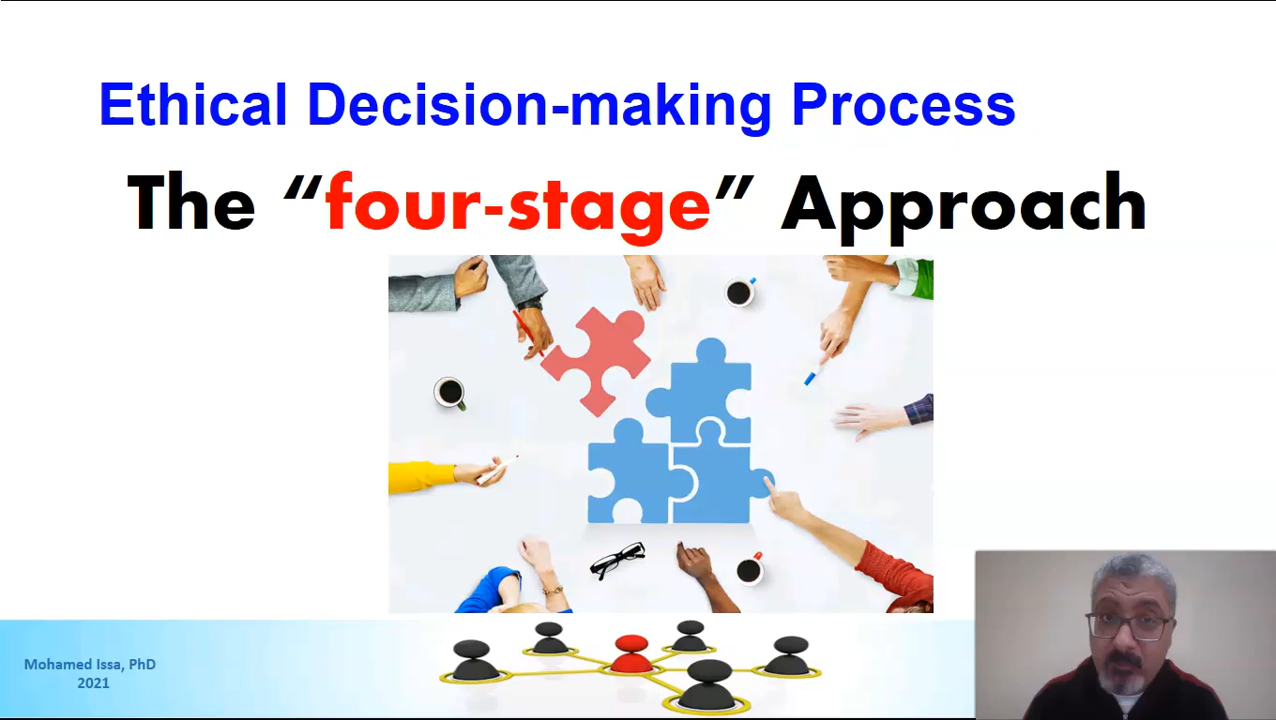 Ethical Decision-making Process
The “four-stage” Approach
Mohamed Issa, PhD
2021